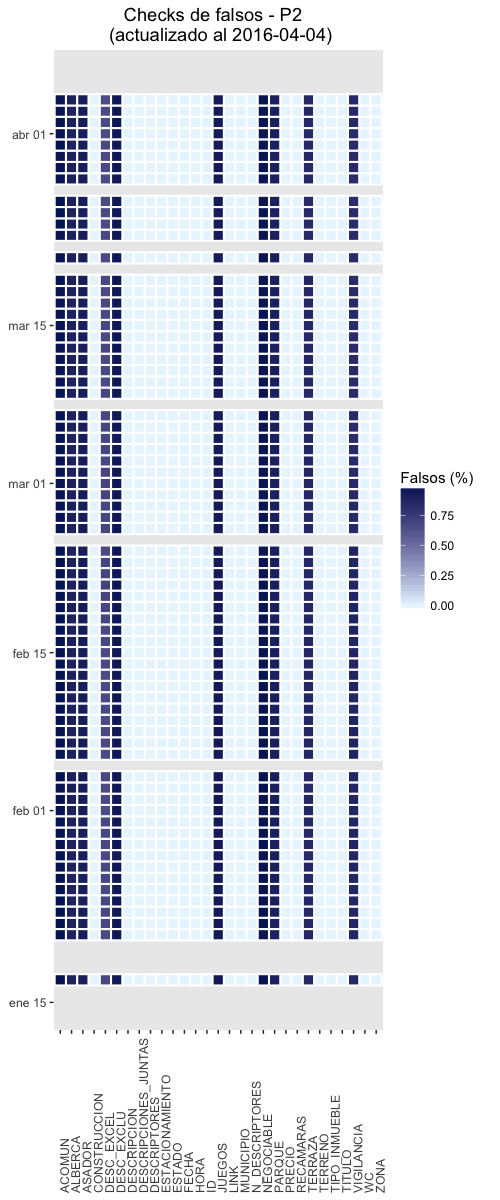 Checks de falsos - P2
(actualizado al 2016-04-04)
abr 01
mar 15
mar 01
feb 15
feb 01
ene 15
Falsos (%)
0.75
0.50
0.25
0.00
ACOMUN
ALBERCA
ASADOR
CONSTRUCCION
DESC_EXCEL
DESC_EXCLU
DESCRIPCION
DESCRIPCIONES_JUNTAS
DESCRIPTORES
ESTACIONAMIENTO
ESTADO
FECHA
HORA
ID
JUEGOS
LINK
MUNICIPIO
N_DESCRIPTORES
NEGOCIABLE
PARQUE
PRECIO
RECAMARAS
TERRAZA
TERRENO
TIPO_INMUEBLE
TITULO
VIGILANCIA
WC
ZONA